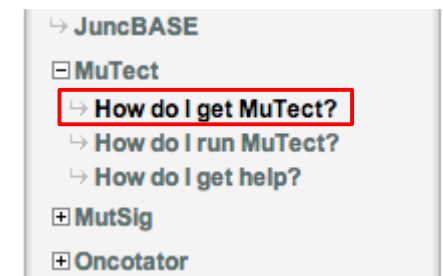 JuncBASE
MuTect
How do I get MuTect?
How do I run MuTect?
How do I get help?
MutSig
Oncotator